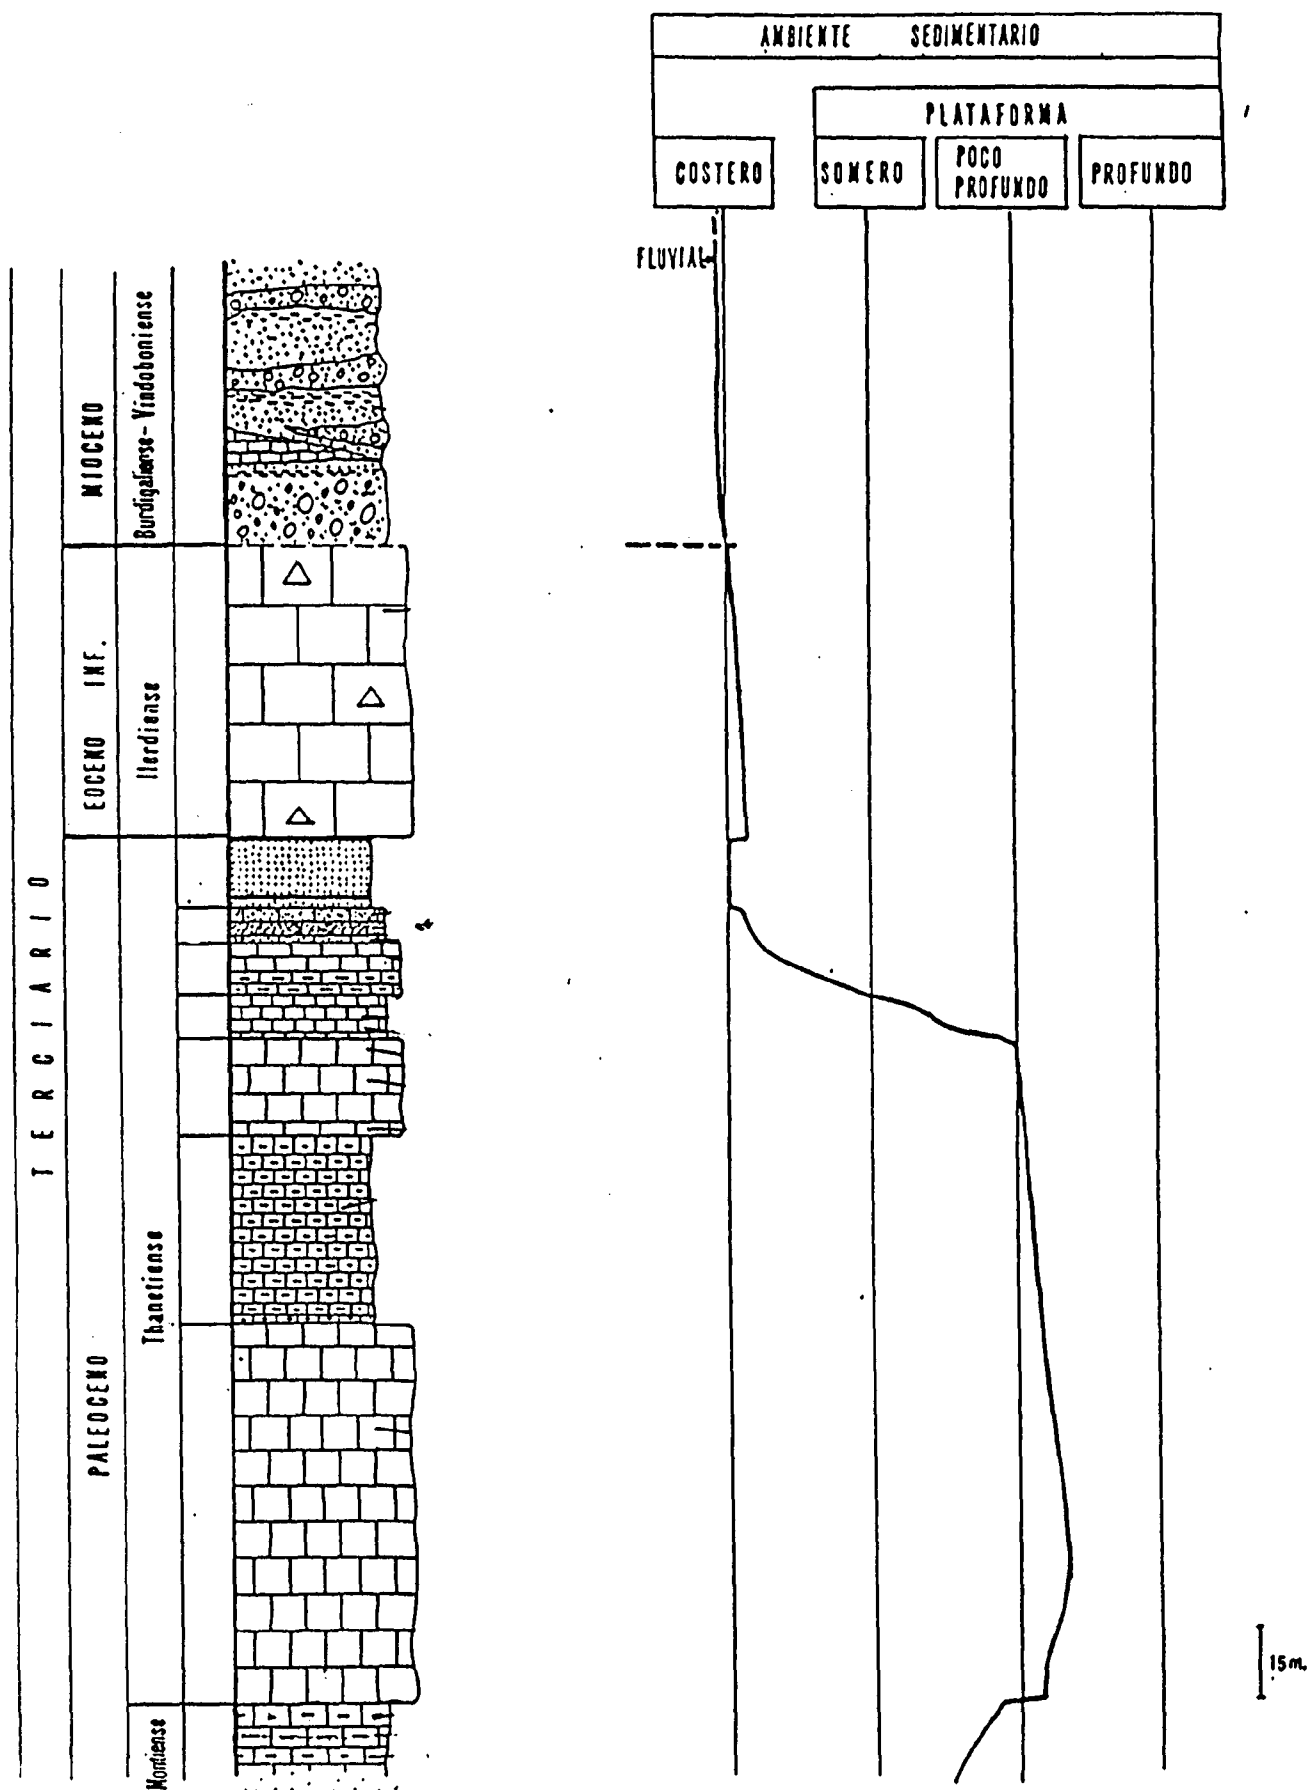 AMBIENTE SEDIMENTARIO
PLATAFORMA
COSTERO
SOMERO
POCO
PROFUNDO
PROFUNDO
FLUVIAL
TERCIARIO
MIOCENO
Burdigaliense-Vindoboniense
EOCENO INF.
Ilerdiense
PALEOCENO
Thanetiense
Montiense
15m.